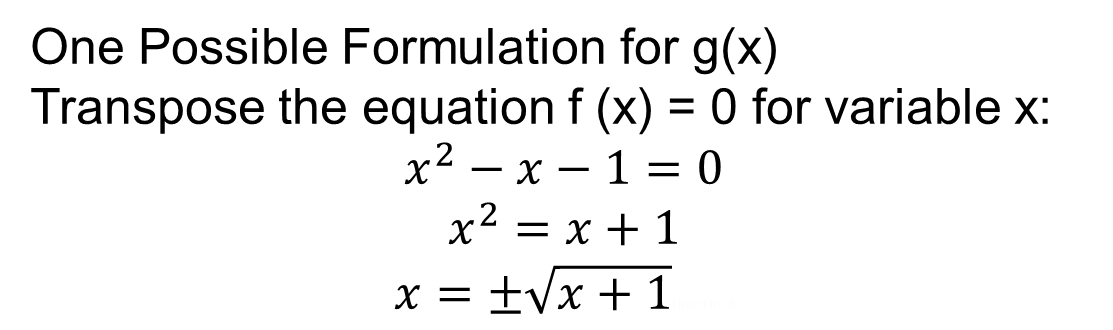 One Possible Formulation for g(x)
Transpose the equation f (x) = 0 for variable x:
x² − x − 1 = 0
x² = x + 1
x = ±√x + 1